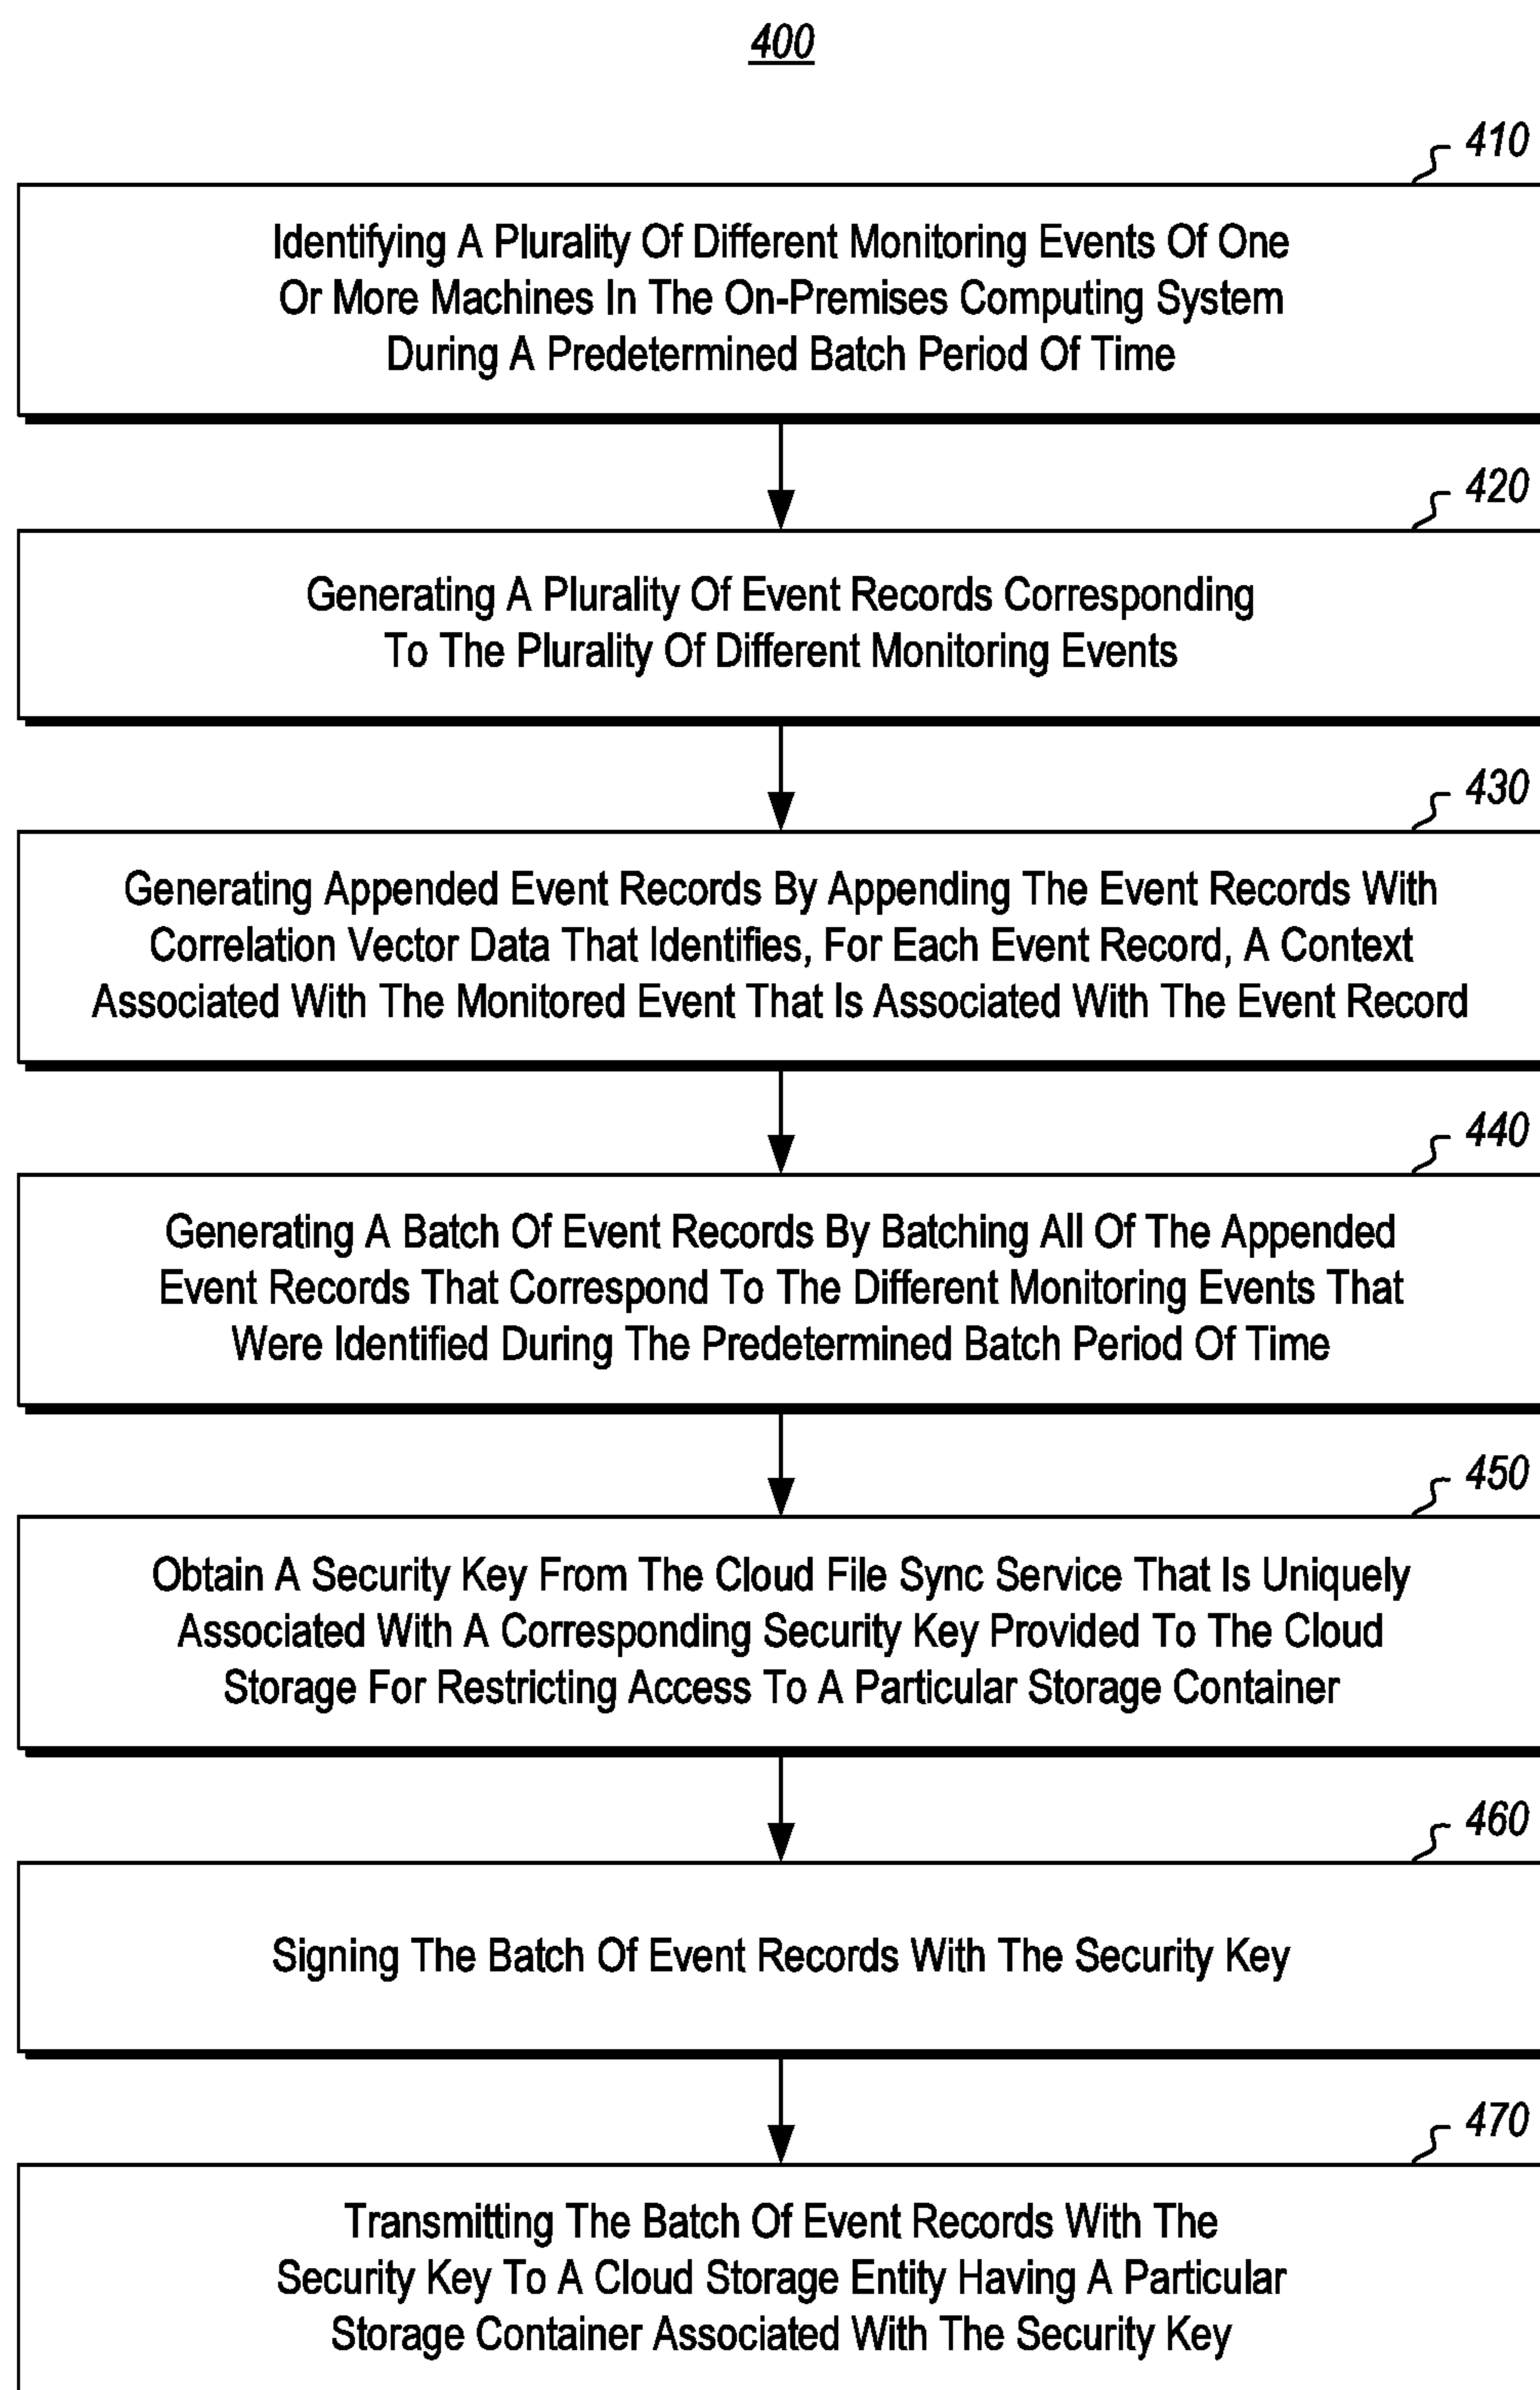 400
410
Identifying A Plurality Of Different Monitoring Events Of One
Or More Machines In The On-Premises Computing System
During A Predetermined Batch Period Of Time
420
Generating A Plurality Of Event Records Corresponding
To The Plurality Of Different Monitoring Events
430
Generating Appended Event Records By Appending The Event Records With
Correlation Vector Data That Identifies, For Each Event Record, A Context
Associated With The Monitored Event That Is Associated With The Event Record
440
Generating A Batch Of Event Records By Batching All Of The Appended
Event Records That Correspond To The Different Monitoring Events That
Were Identified During The Predetermined Batch Period Of Time
450
Obtain A Security Key From The Cloud File Sync Service That Is Uniquely
Associated With A Corresponding Security Key Provided To The Cloud
Storage For Restricting Access To A Particular Storage Container
460
Signing The Batch Of Event Records With The Security Key
470
Transmitting The Batch Of Event Records With The
Security Key To A Cloud Storage Entity Having A Particular
Storage Container Associated With The Security Key